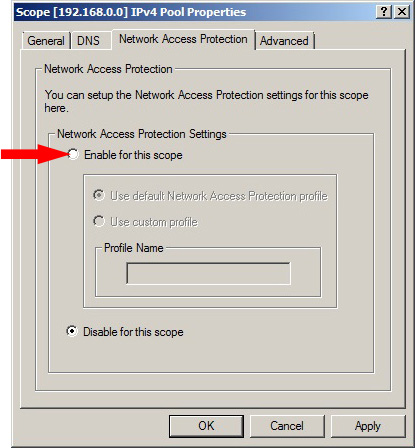 Scope [192.168.0.0] IPv4 Pool Properties
General DNS Network Access Protection Advanced
Network Access Protection
You can setup the Network Access Protection settings for this scope
here.
Network Access Protection Settings
Enable for this scope
Use default Network Access Protection profile
Use custom profile
Profile Name
Disable for this scope
OK Cancel Apply